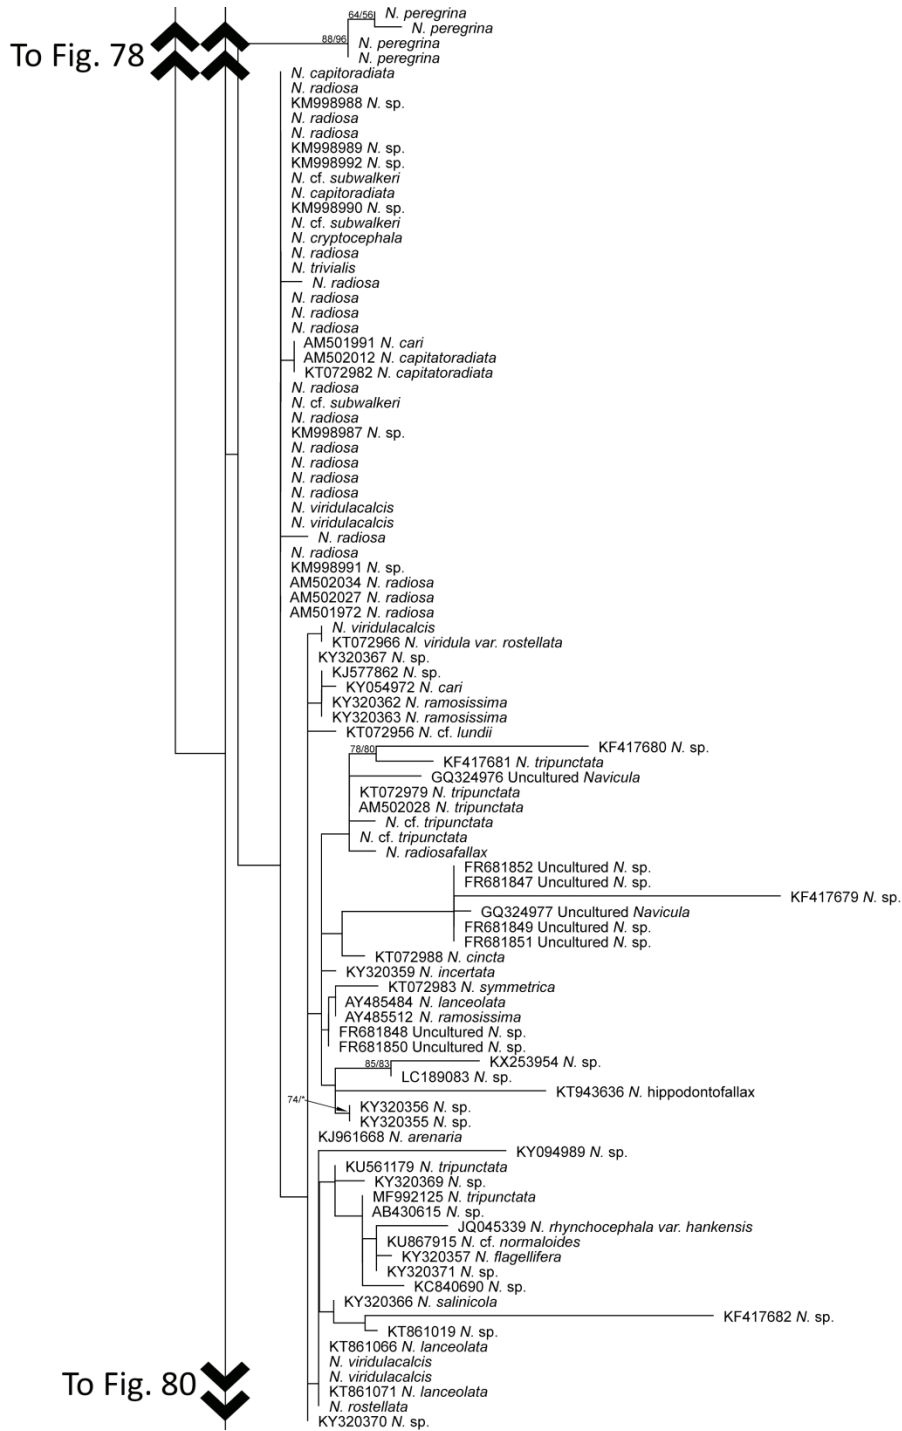 64/56
N. peregrina
N. peregrina
88/96
N. peregrina
N. peregrina
To Fig. 78
N. capitoradiata
N. radiosa
KM998988 N. sp.
N. radiosa
N. radiosa
KM998989 N. sp.
KM998992 N. sp.
N. cf. subwalkeri
N. capitoradiata
KM998990 N. sp.
N. cf. subwalkeri
N. cryptocephala
N. radiosa
N. trivialis
N. radiosa
N. radiosa
N. radiosa
N. radiosa
AM501991 N. cari
AM502012 N. capitatoradiata
KT072982 N. capitatoradiata
N. radiosa
N. cf. subwalkeri
N. radiosa
KM998987 N. sp.
N. radiosa
N. radiosa
N. radiosa
N. radiosa
N. viridulacalcis
N. viridulacalcis
N. radiosa
N. radiosa
KM998991 N. sp.
AM502034 N. radiosa
AM502027 N. radiosa
AM501972 N. radiosa
N. viridulacalcis
KT072966 N. viridula var. rostellata
KY320367 N. sp.
KJ577862 N. sp.
KY054972 N. cari
KY320362 N. ramosissima
KY320363 N. ramosissima
KT072956 N. cf. lundii
78/80
KF417680 N. sp.
KF417681 N. tripunctata
GQ324976 Uncultured Navicula
KT072979 N. tripunctata
AM502028 N. tripunctata
N. cf. tripunctata
N. cf. tripunctata
N. radiosafallax
FR681852 Uncultured N. sp.
FR681847 Uncultured N. sp.
KF417679 N. sp.
GQ324977 Uncultured Navicula
FR681849 Uncultured N. sp.
FR681851 Uncultured N. sp.
KT072988 N. cincta
KY320359 N. incertata
KT072983 N. symmetrica
AY485484 N. lanceolata
AY485512 N. ramosissima
FR681848 Uncultured N. sp.
FR681850 Uncultured N. sp.
85/83
KX253954 N. sp.
LC189083 N. sp.
KT943636 N. hippodontofallax
74/*
KY320356 N. sp.
KY320355 N. sp.
KJ961668 N. arenaria
KY094989 N. sp.
KU561179 N. tripunctata
KY320369 N. sp.
MF992125 N. tripunctata
AB430615 N. sp.
JQ045339 N. rhynchocephala var. hankensis
KU867915 N. cf. normaloides
KY320357 N. flagellifera
KY320371 N. sp.
KC840690 N. sp.
KY320366 N. salinicola
KF417682 N. sp.
KT861019 N. sp.
KT861066 N. lanceolata
N. viridulacalcis
N. viridulacalcis
To Fig. 80
KT861071 N. lanceolata
N. rostellata
KY320370 N. sp.